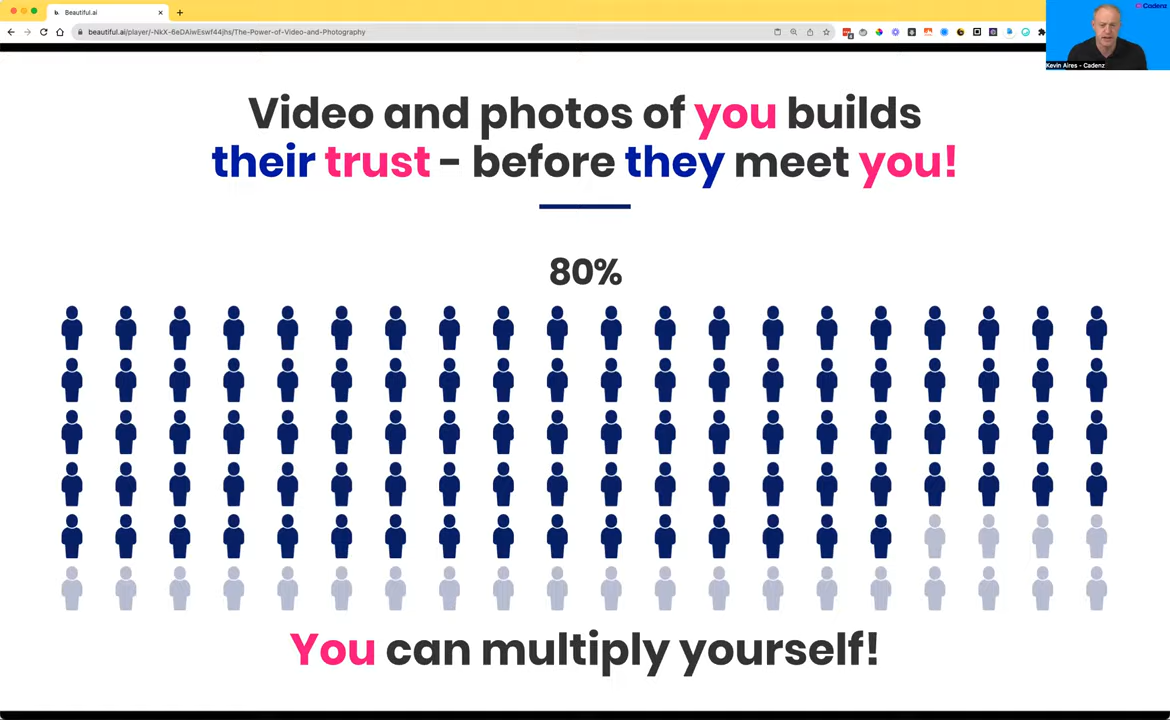 Beautiful.ai
beautiful.ai/player/-NkX-6eDAiwEswf44jhs/The-Power-of-Video-and-Photography
Cadenz
Kevin Aires - Cadenz
Video and photos of you builds
their trust - before they meet you!
80%
You can multiply yourself!